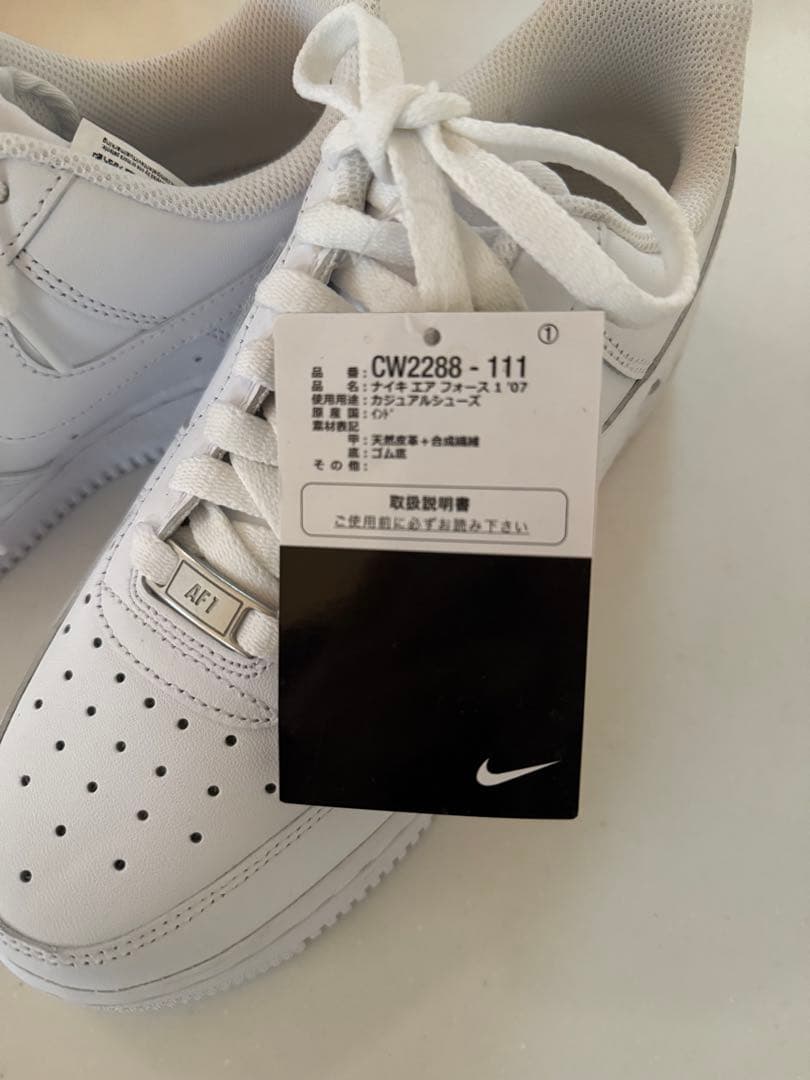 ①
品 番 : CW2288 - 111
品 名 : ナイキ エア フォース 1 '07
使用用途 : カジュアルシューズ
原 産 国 : ｲﾝﾄﾞ
素材表記
甲 : 天然皮革＋合成繊維
底 : ゴム底
そ の 他 :
取扱説明書
ご使用前に必ずお読み下さい
AF1